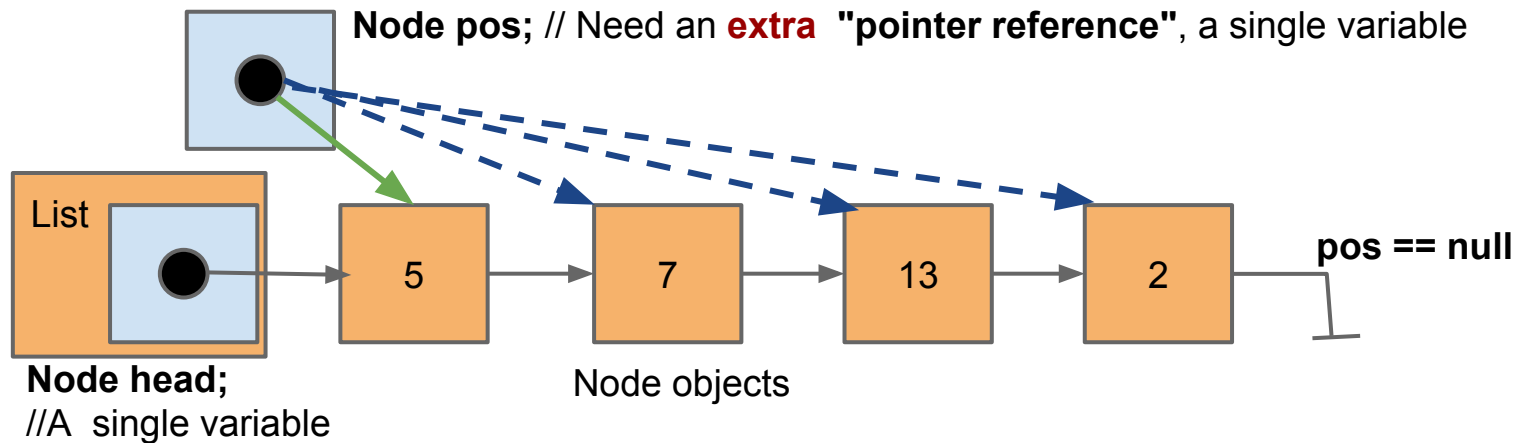 Node pos; // Need an extra "pointer reference", a single variable
List
5
7
13
2
pos == null
Node head;
//A single variable
Node objects